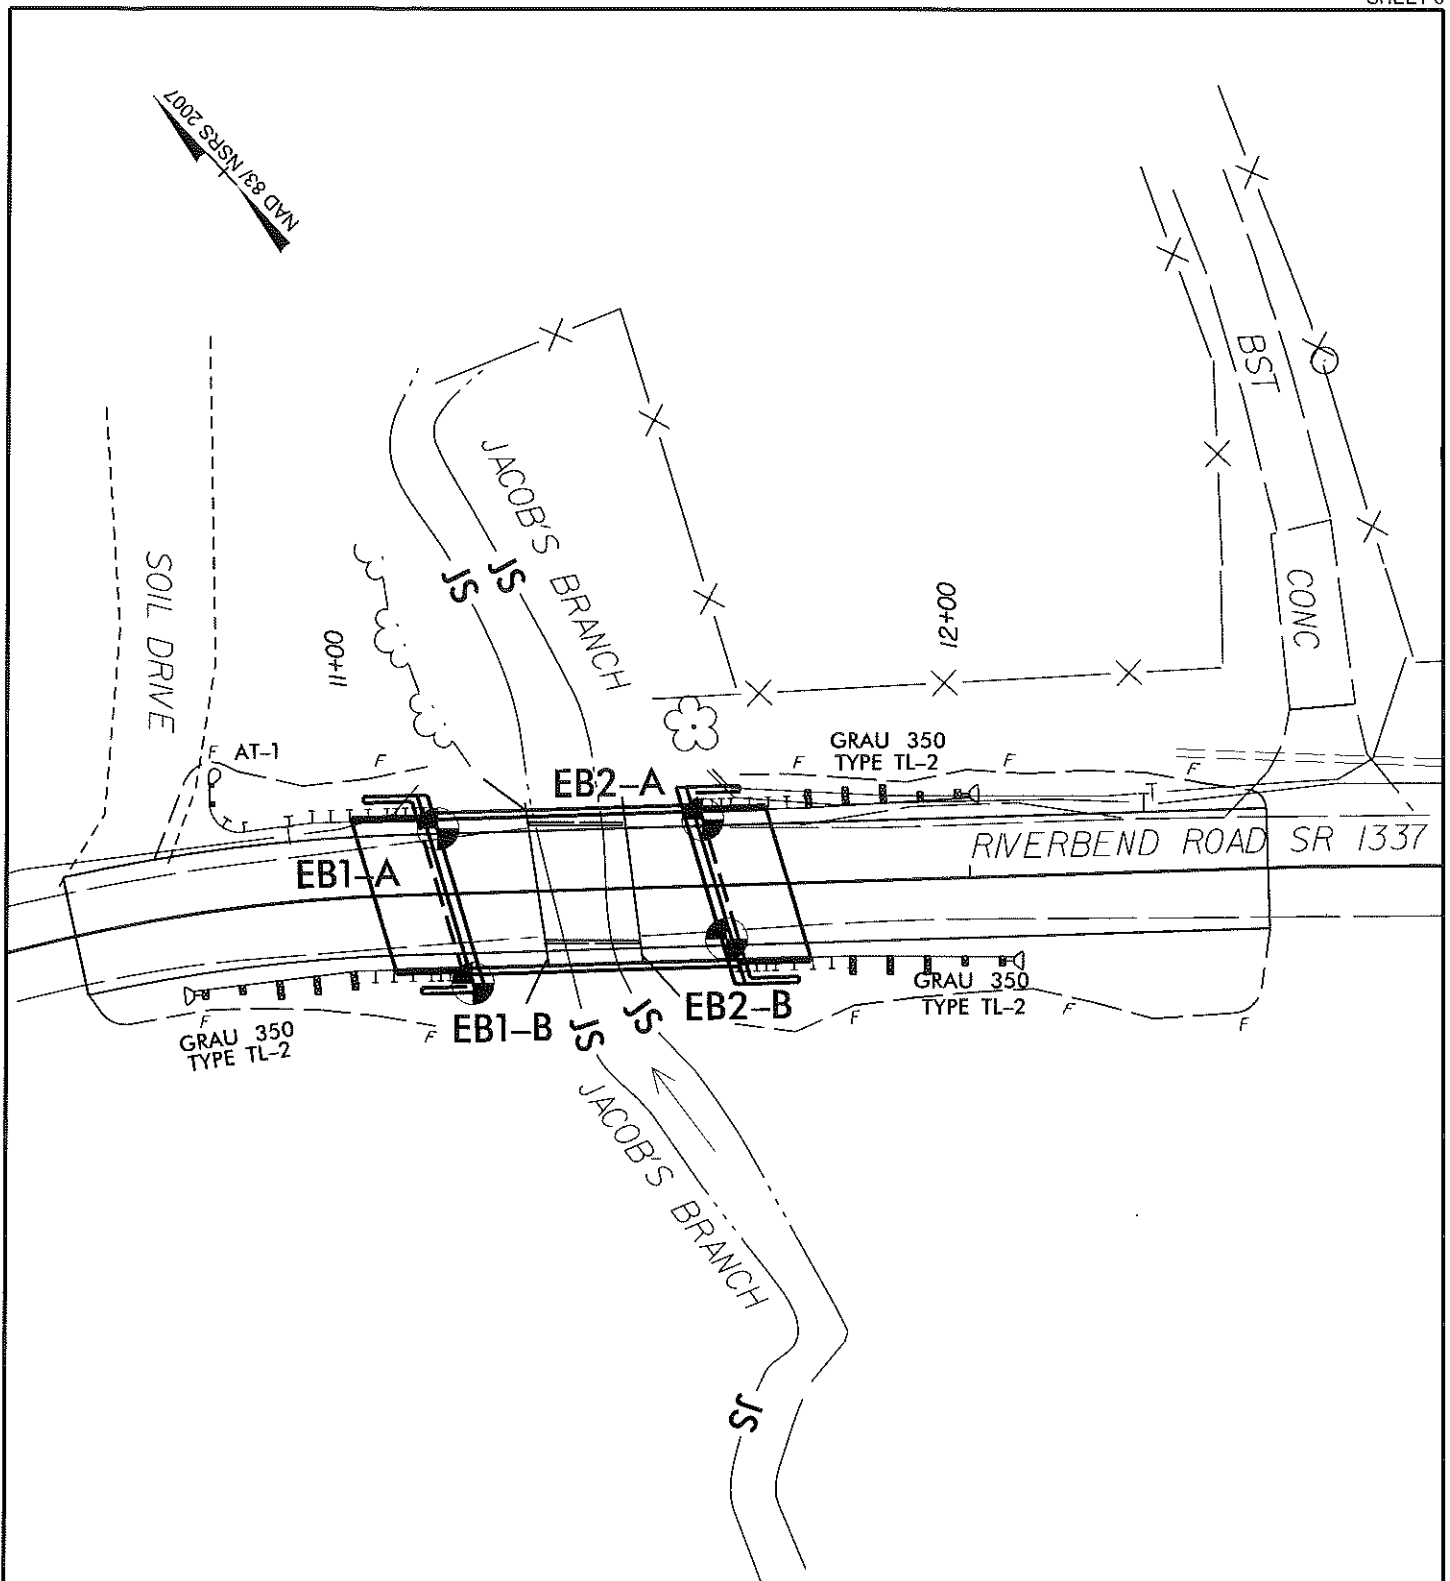 NAD 83/ NSRS 2007
BST
JACOB'S BRANCH
SOIL DRIVE
JS
JS
CONC
11+00
12+00
F
AT-1
F
GRAU 350
TYPE TL-2
F
F
F
EB2-A
RIVERBEND ROAD SR 1337
EB1-A
GRAU 350
TYPE TL-2
EB1-B
EB2-B
GRAU 350
TYPE TL-2
F
F
F
F
F
JS
JS
JACOB'S BRANCH
JS